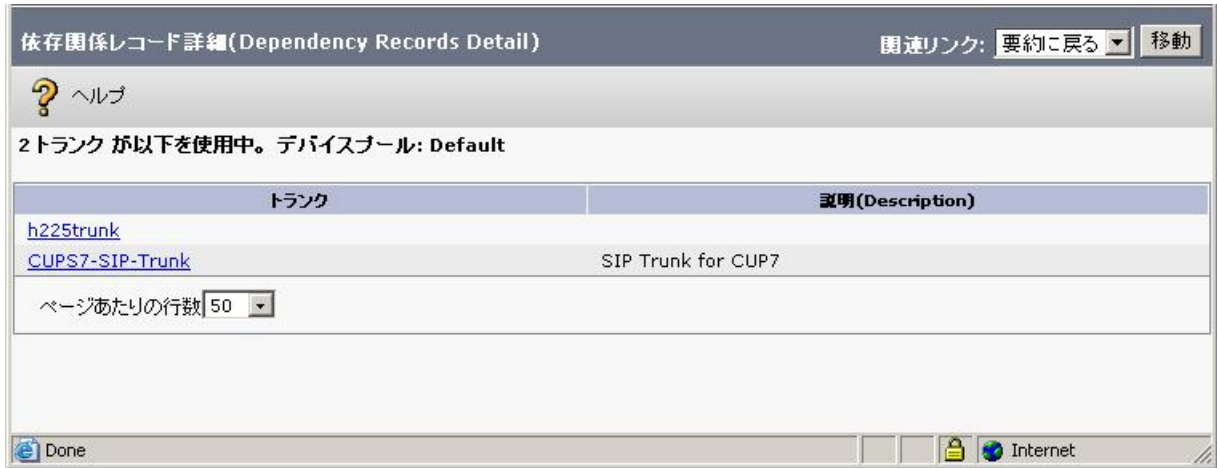 依存関係レコード詳細(Dependency Records Detail)
関連リンク: 要約に戻る 移動
ヘルプ
2 トランク が以下を使用中。デバイスプール: Default
トランク 説明(Description)
h225trunk
CUPS7-SIP-Trunk SIP Trunk for CUP7
ページあたりの行数 50
Done Internet